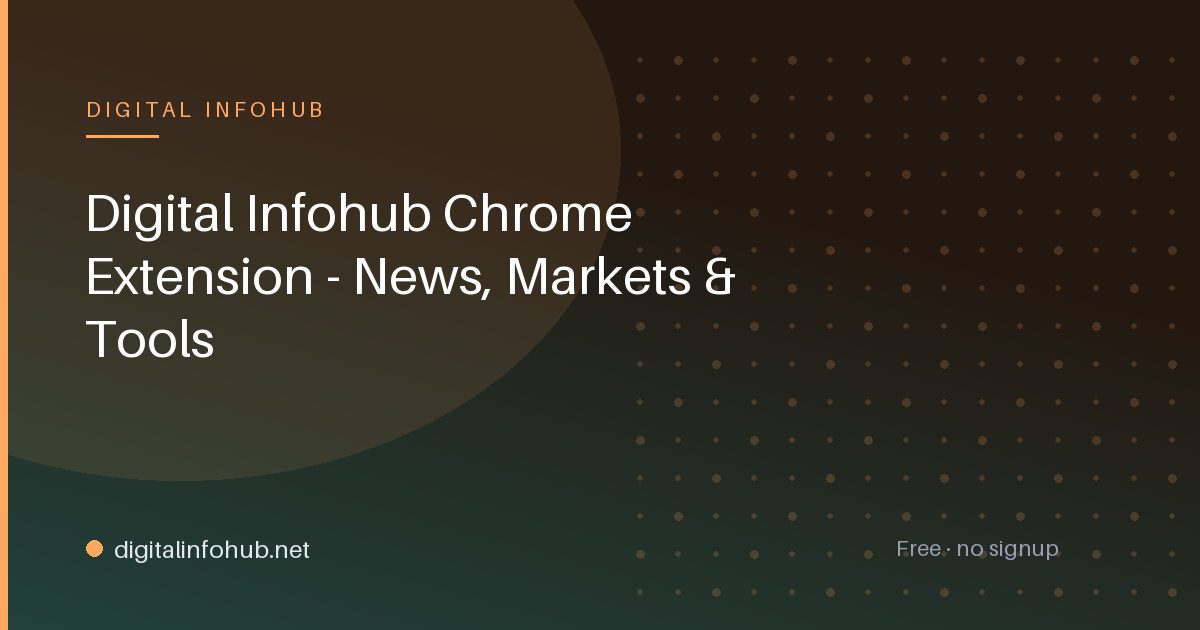 DIGITAL INFOHUB
Digital Infohub Chrome
Extension - News, Markets &
Tools
digitalinfohub.net
Free · no signup